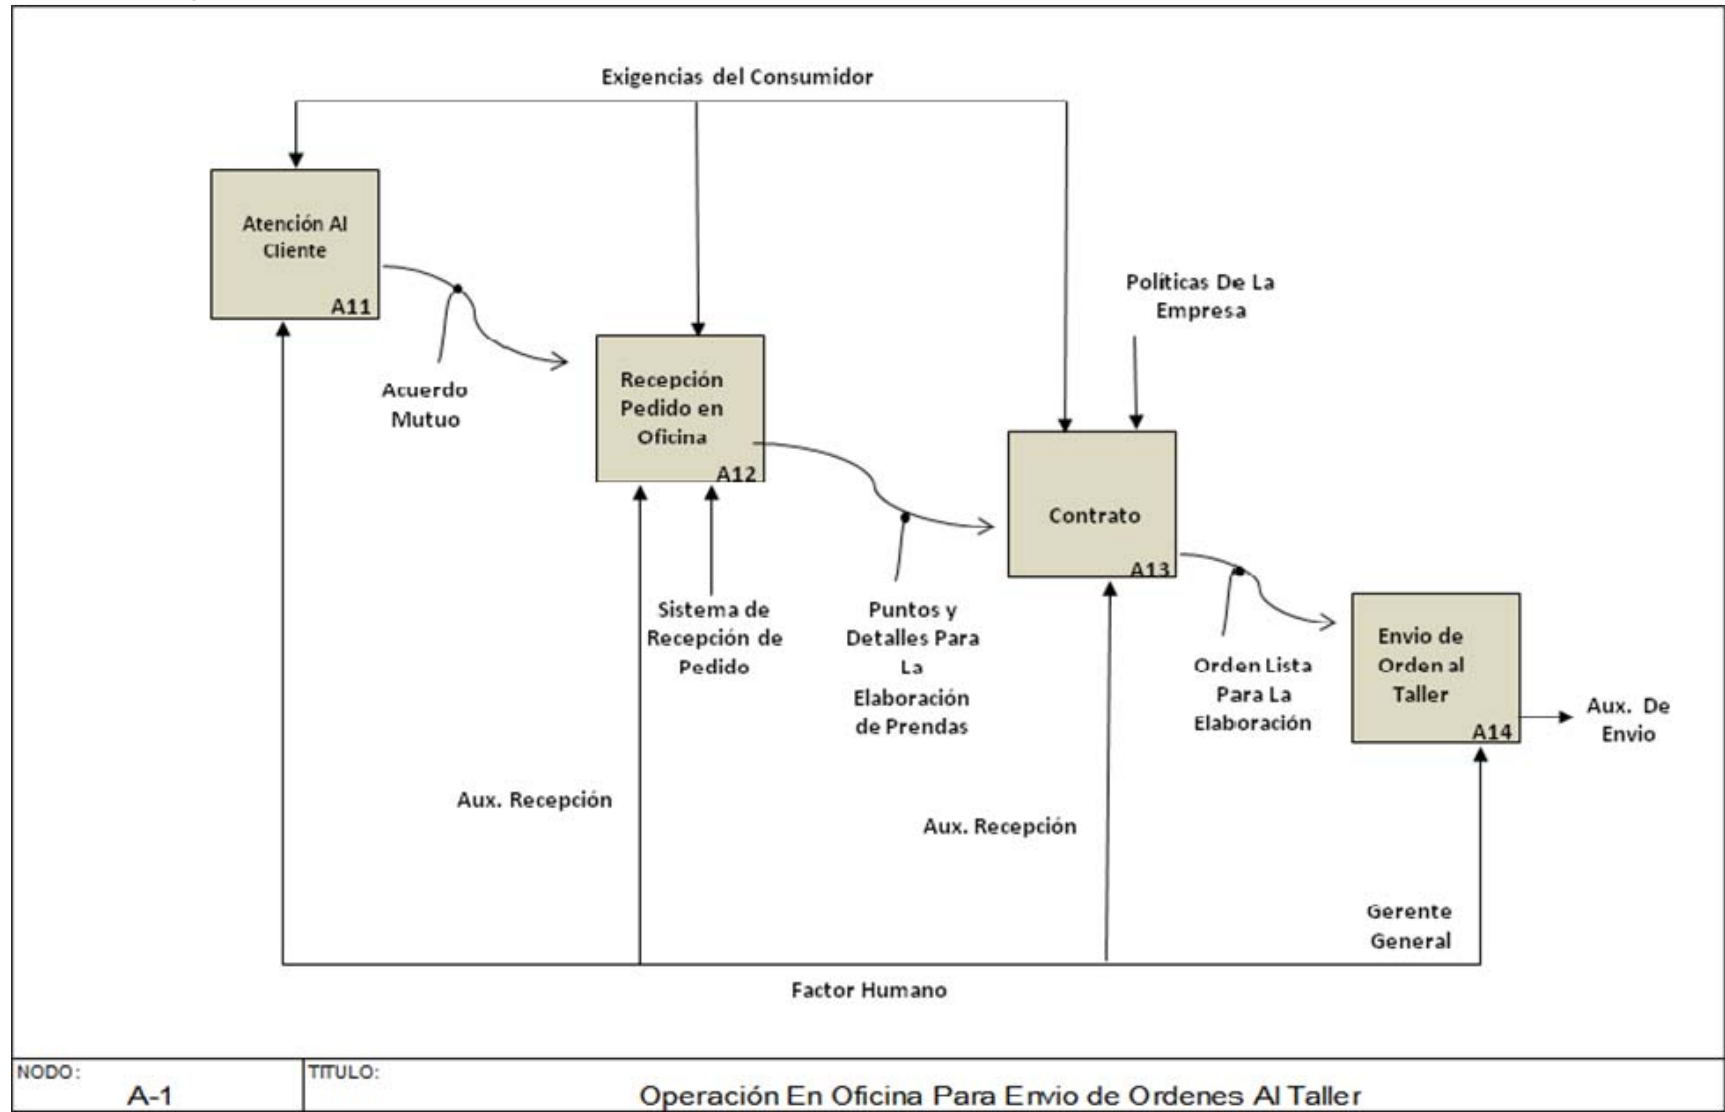 Exigencias del Consumidor
Atención Al
Cliente
A11
Acuerdo
Mutuo
Recepción
Pedido en
Oficina
A12
Políticas De La
Empresa
Contrato
A13
Sistema de
Recepción de
Pedido
Puntos y
Detalles Para
La
Elaboración
de Prendas
Orden Lista
Para La
Elaboración
Envio de
Orden al
Taller
A14
Aux. De
Envio
Aux. Recepción
Aux. Recepción
Gerente
General
Factor Humano
NODO:
A-1
TITULO:
Operación En Oficina Para Envio de Ordenes Al Taller